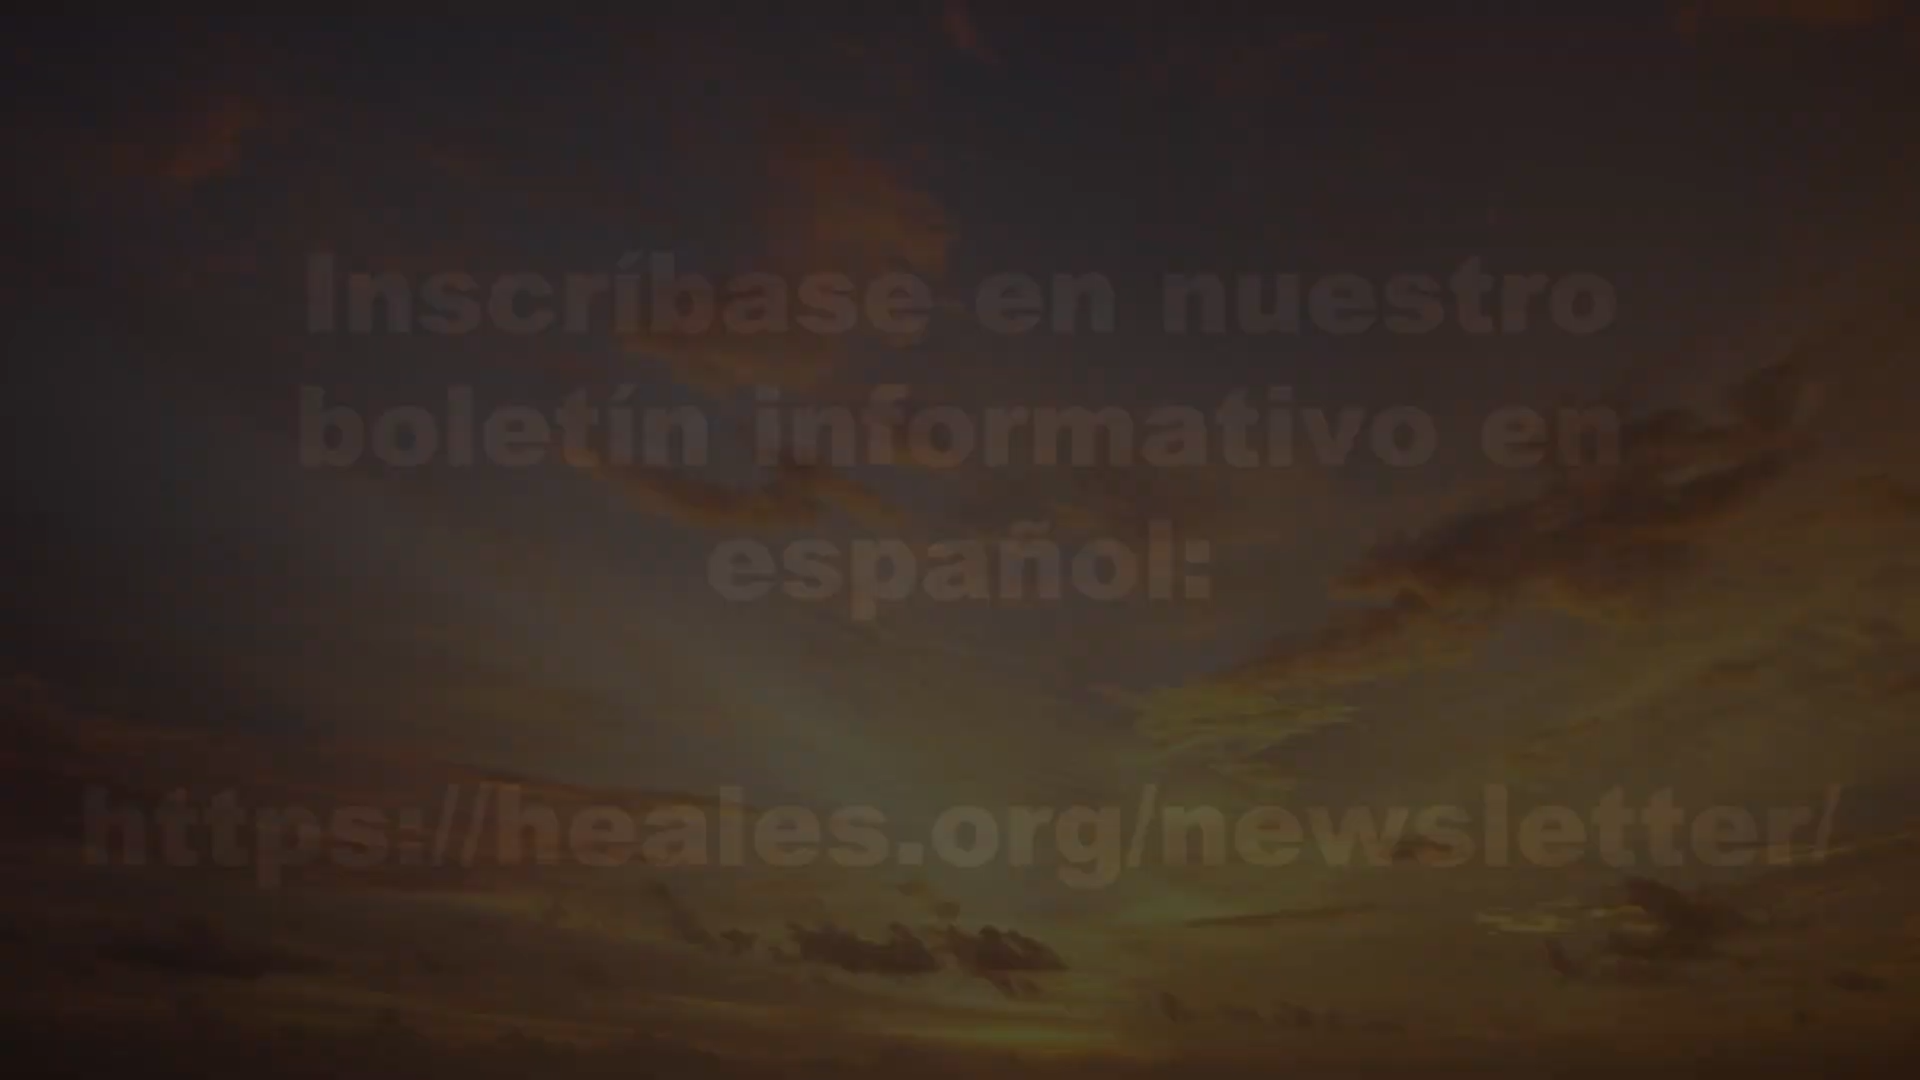 Inscríbase en nuestro
boletín informativo en
español:
https://heales.org/newsletter/